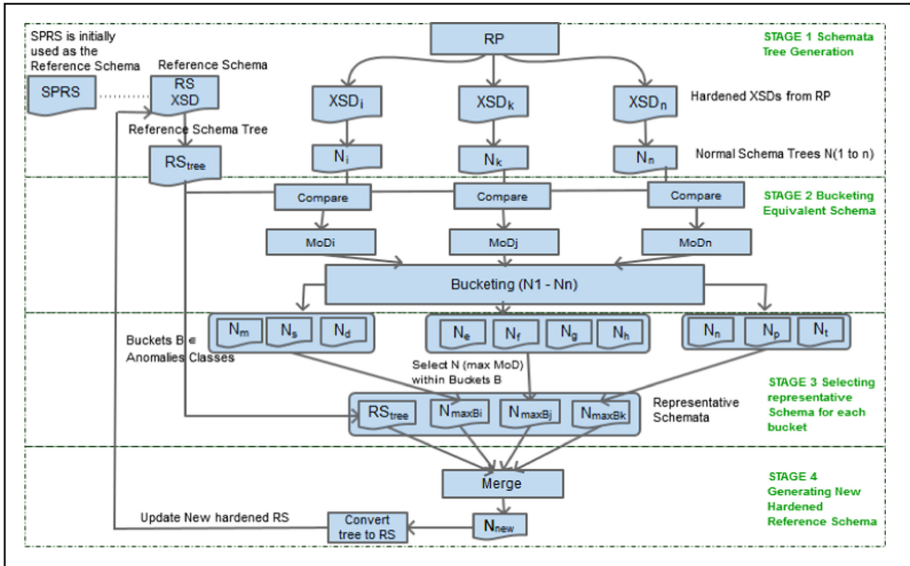 SPRS is initially
used as the
Reference Schema
Reference Schema
RP
STAGE 1 Schemata
Tree Generation
SPRS
RS
XSD
XSDi
XSDk
XSDn
Hardened XSDs from RP
Reference Schema Tree
RStree
Ni
Nk
Nn
Normal Schema Trees N(1 to n)
Compare
Compare
Compare
STAGE 2 Bucketing
Equivalent Schema
MoDi
MoDj
MoDn
Bucketing (N1 - Nn)
Nm
Ns
Nd
Ne
Nf
Ng
Nh
Nn
Np
Nt
Buckets B ∈
Anomalies Classes
Select N (max MoD)
within Buckets B
STAGE 3 Selecting
representative
Schema for each
bucket
RStree
NmaxBi
NmaxBj
NmaxBk
Representative
Schemata
Merge
STAGE 4
Generating New
Hardened
Reference Schema
Update New hardened RS
Convert
tree to RS
Nnew